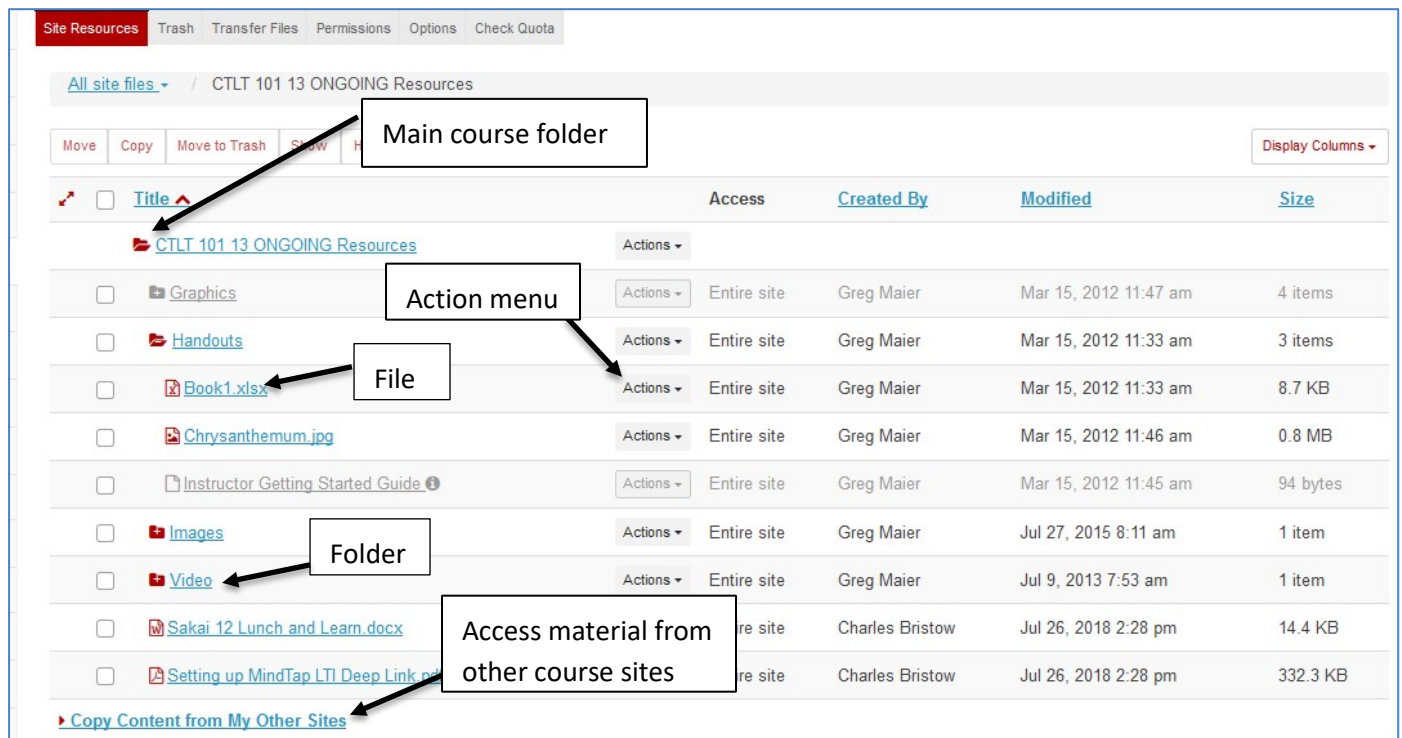 Site Resources Trash Transfer Files Permissions Options Check Quota
All site files / CTLT 101 13 ONGOING Resources
Main course folder
Move Copy Move to Trash Show Display Columns
Title Access Created By Modified Size
CTLT 101 13 ONGOING Resources Actions
Action menu
Graphics Actions Entire site Greg Maier Mar 15, 2012 11:47 am 4 items
Handouts Actions Entire site Greg Maier Mar 15, 2012 11:33 am 3 items
File
Book1.xlsx Actions Entire site Greg Maier Mar 15, 2012 11:33 am 8.7 KB
Chrysanthemum.jpg Actions Entire site Greg Maier Mar 15, 2012 11:46 am 0.8 MB
Instructor Getting Started Guide Actions Entire site Greg Maier Mar 15, 2012 11:45 am 94 bytes
Images Actions Entire site Greg Maier Jul 27, 2015 8:11 am 1 item
Folder
Video Actions Entire site Greg Maier Jul 9, 2013 7:53 am 1 item
Access material from
other course sites
Sakai 12 Lunch and Learn.docx site Charles Bristow Jul 26, 2018 2:28 pm 14.4 KB
Setting up MindTap LTI Deep Link site Charles Bristow Jul 26, 2018 2:28 pm 332.3 KB
Copy Content from My Other Sites